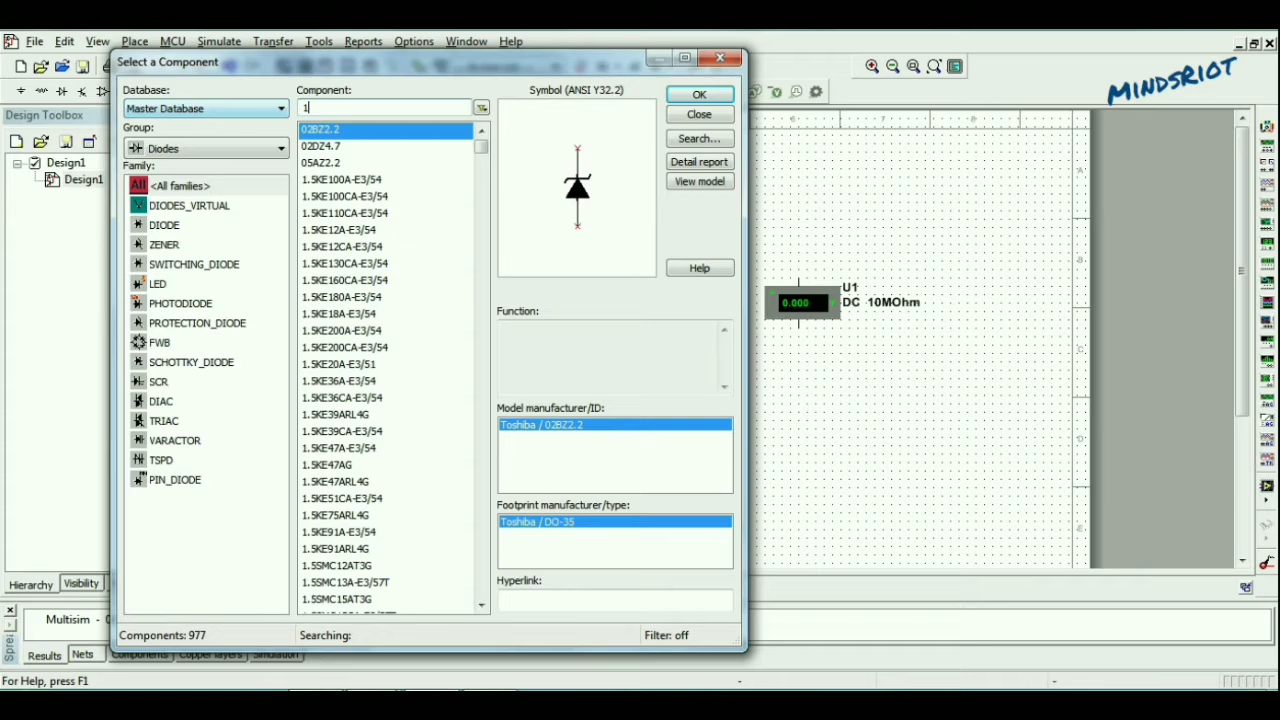 File Edit View Place MCU Simulate Transfer Tools Reports Options Window Help
Select a Component
MINDSRIOT
Design Toolbox
Design1
Design1
Database:
Master Database
Group:
Diodes
Family:
All <All families>
DIODES_VIRTUAL
DIODE
ZENER
SWITCHING_DIODE
LED
PHOTODIODE
PROTECTION_DIODE
FWB
SCHOTTKY_DIODE
SCR
DIAC
TRIAC
VARACTOR
TSPD
PIN_DIODE
Component:
1
02BZ2.2
02DZ4.7
05AZ2.2
1.5KE100A-E3/54
1.5KE100CA-E3/54
1.5KE110CA-E3/54
1.5KE12A-E3/54
1.5KE12CA-E3/54
1.5KE130CA-E3/54
1.5KE160CA-E3/54
1.5KE180A-E3/54
1.5KE18A-E3/54
1.5KE200A-E3/54
1.5KE200CA-E3/54
1.5KE20A-E3/51
1.5KE36A-E3/54
1.5KE36CA-E3/54
1.5KE39ARL4G
1.5KE39CA-E3/54
1.5KE47A-E3/54
1.5KE47AG
1.5KE47ARL4G
1.5KE51CA-E3/54
1.5KE75ARL4G
1.5KE91A-E3/54
1.5KE91ARL4G
1.5SMC12AT3G
1.5SMC13A-E3/57T
1.5SMC15AT3G
Symbol (ANSI Y32.2)
OK
Close
Search...
Detail report
View model
Help
Function:
Model manufacturer/ID:
Toshiba / 02BZ2.2
Footprint manufacturer/type:
Toshiba / DO-35
Hyperlink:
Components: 977
Searching:
Filter: off
6 7 8
A
B
C
D
E
U1
0.000
DC 10MOhm
Hierarchy Visibility
Multisim -
Results Nets Components Copper layers Simulation
For Help, press F1
- -